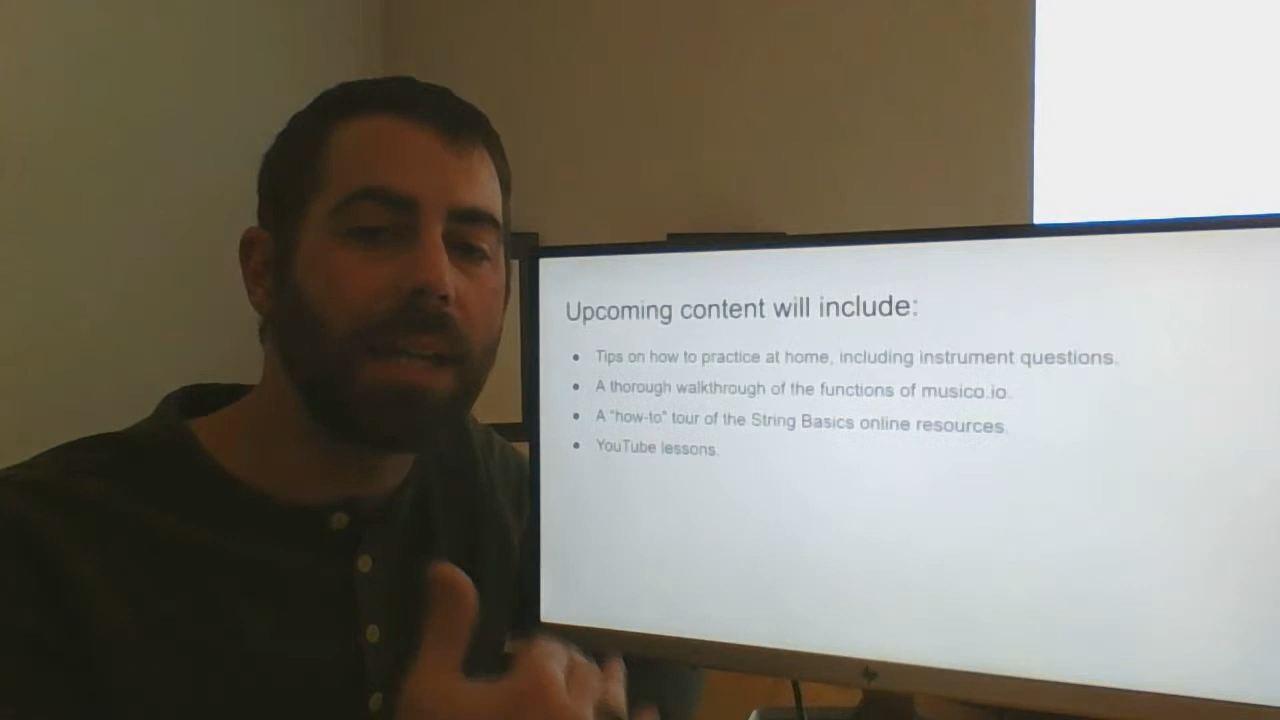 Upcoming content will include:
• Tips on how to practice at home, including instrument questions.
• A thorough walkthrough of the functions of musico.io.
• A "how-to" tour of the String Basics online resources.
• YouTube lessons.